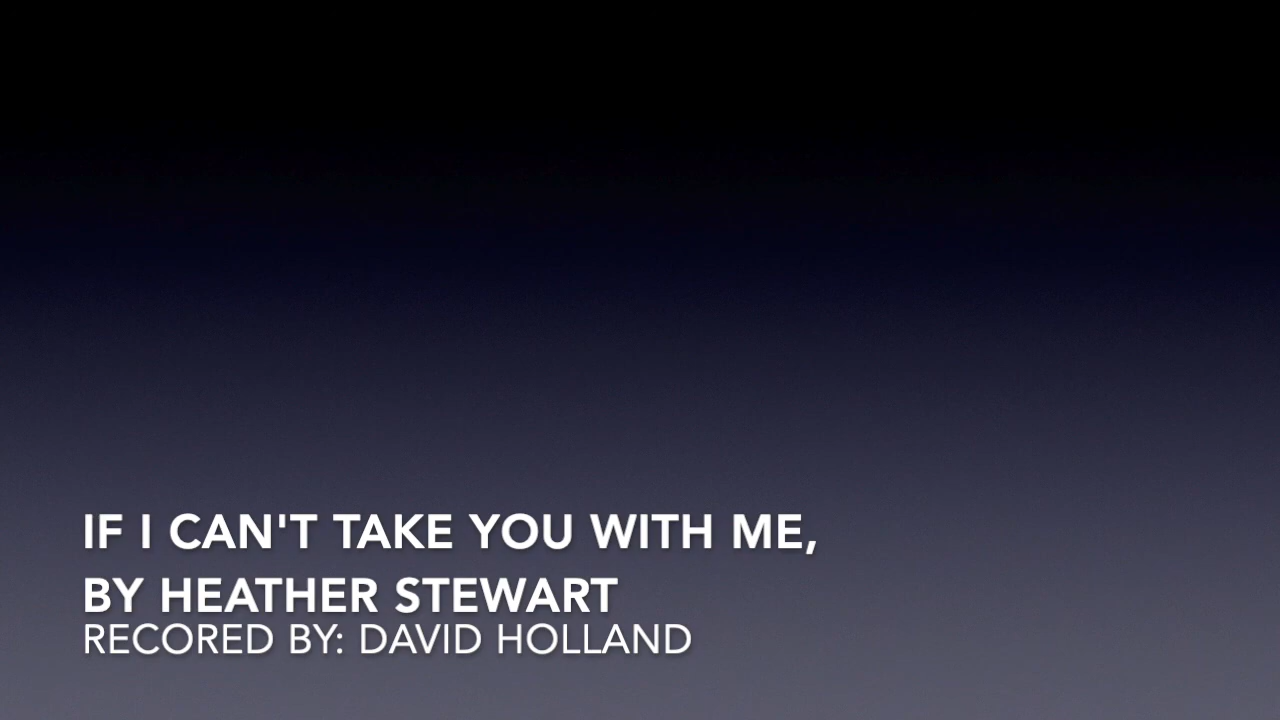 IF I CAN'T TAKE YOU WITH ME,
BY HEATHER STEWART
RECORED BY: DAVID HOLLAND